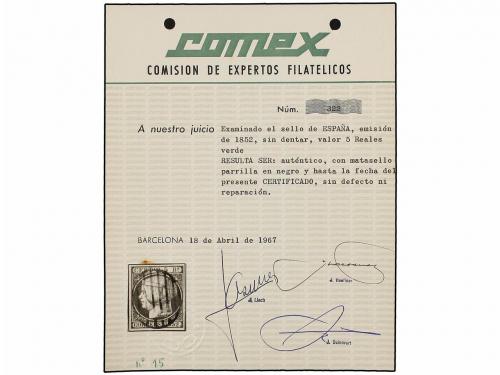 comex
COMISION DE EXPERTOS FILATELICOS
Núm. 322
A nuestro juicio Examinado el sello de ESPAÑA, emisión
de 1852, sin dentar, valor 5 Reales
verde
RESULTA SER: auténtico, con matasello
parrilla en negro y hasta la fecha del
presente CERTIFICADO, sin defecto ni
reparación.
BARCELONA 18 de Abril de 1967
nº 15